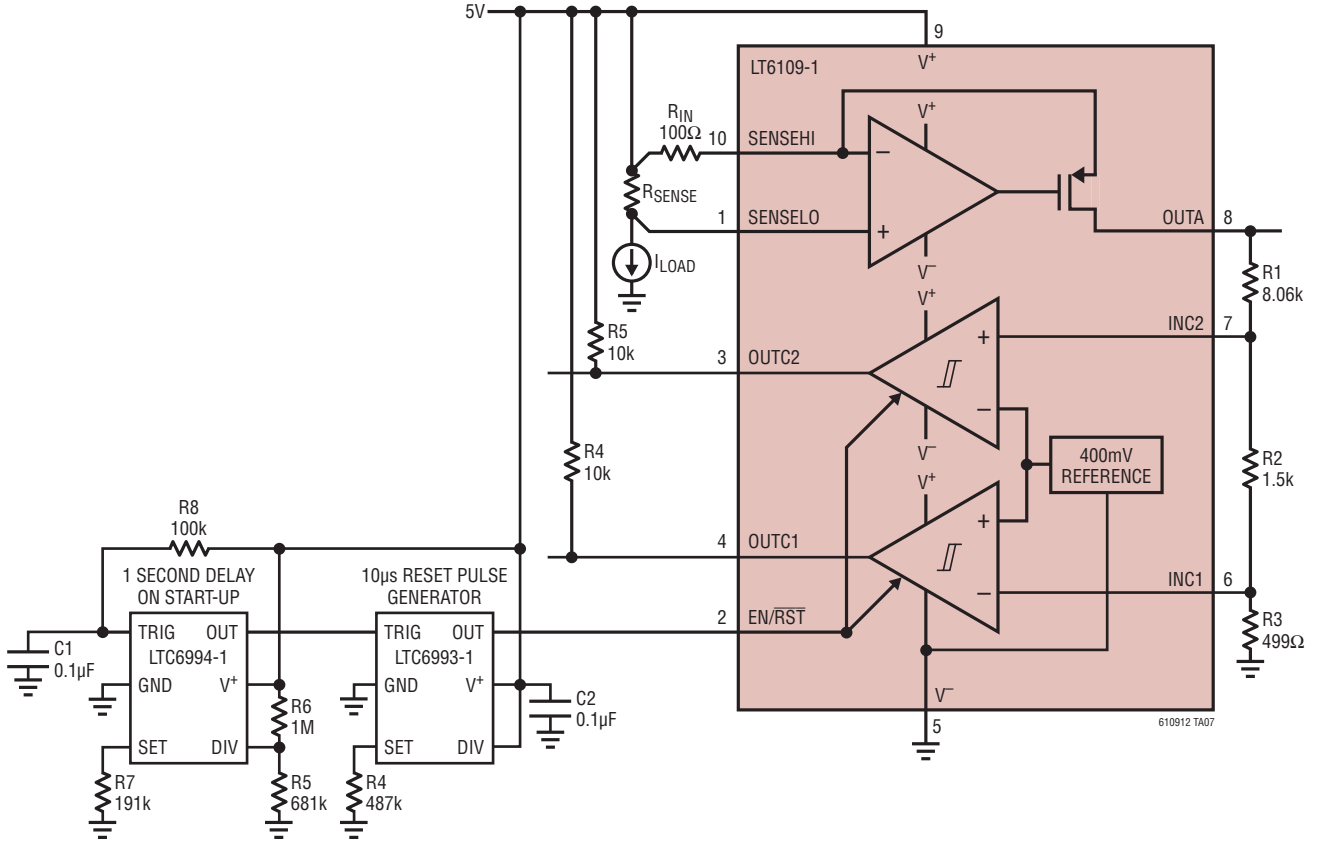 5V
9
LT6109-1
V+
RIN
100Ω
10
SENSEHI
V+
−
RSENSE
1
SENSELO
+
OUTA
8
ILOAD
V−
V+
R1
8.06k
R5
10k
INC2
7
3
OUTC2
+
−
V−
400mV
REFERENCE
R4
10k
V+
R2
1.5k
R8
100k
+
4
OUTC1
1 SECOND DELAY
ON START-UP
10µs RESET PULSE
GENERATOR
INC1
6
−
2
EN/RST
R3
499Ω
TRIG OUT
LTC6994-1
GND V+
SET DIV
TRIG OUT
LTC6993-1
GND V+
SET DIV
C1
0.1µF
R6
1M
C2
0.1µF
V−
5
610912 TA07
R7
191k
R5
681k
R4
487k